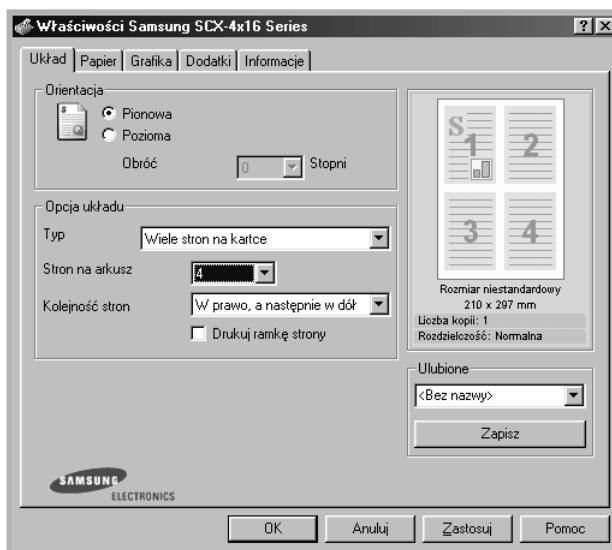 Właściwości Samsung SCX-4x16 Series
Układ Papier Grafika Dodatki Informacje
Orientacja
S
Pionowa
Pozioma
Obróć 0 Stopni
Opcja układu
Typ Wiele stron na kartce
Stron na arkusz 4
Kolejność stron W prawo, a następnie w dół
Drukuj ramkę strony
S
1 2
3 4
Rozmiar niestandardowy
210 x 297 mm
Liczba kopii: 1
Rozdzielczość: Normalna
Ulubione
<Bez nazwy>
Zapisz
SAMSUNG
ELECTRONICS
OK Anuluj Zastosuj Pomoc